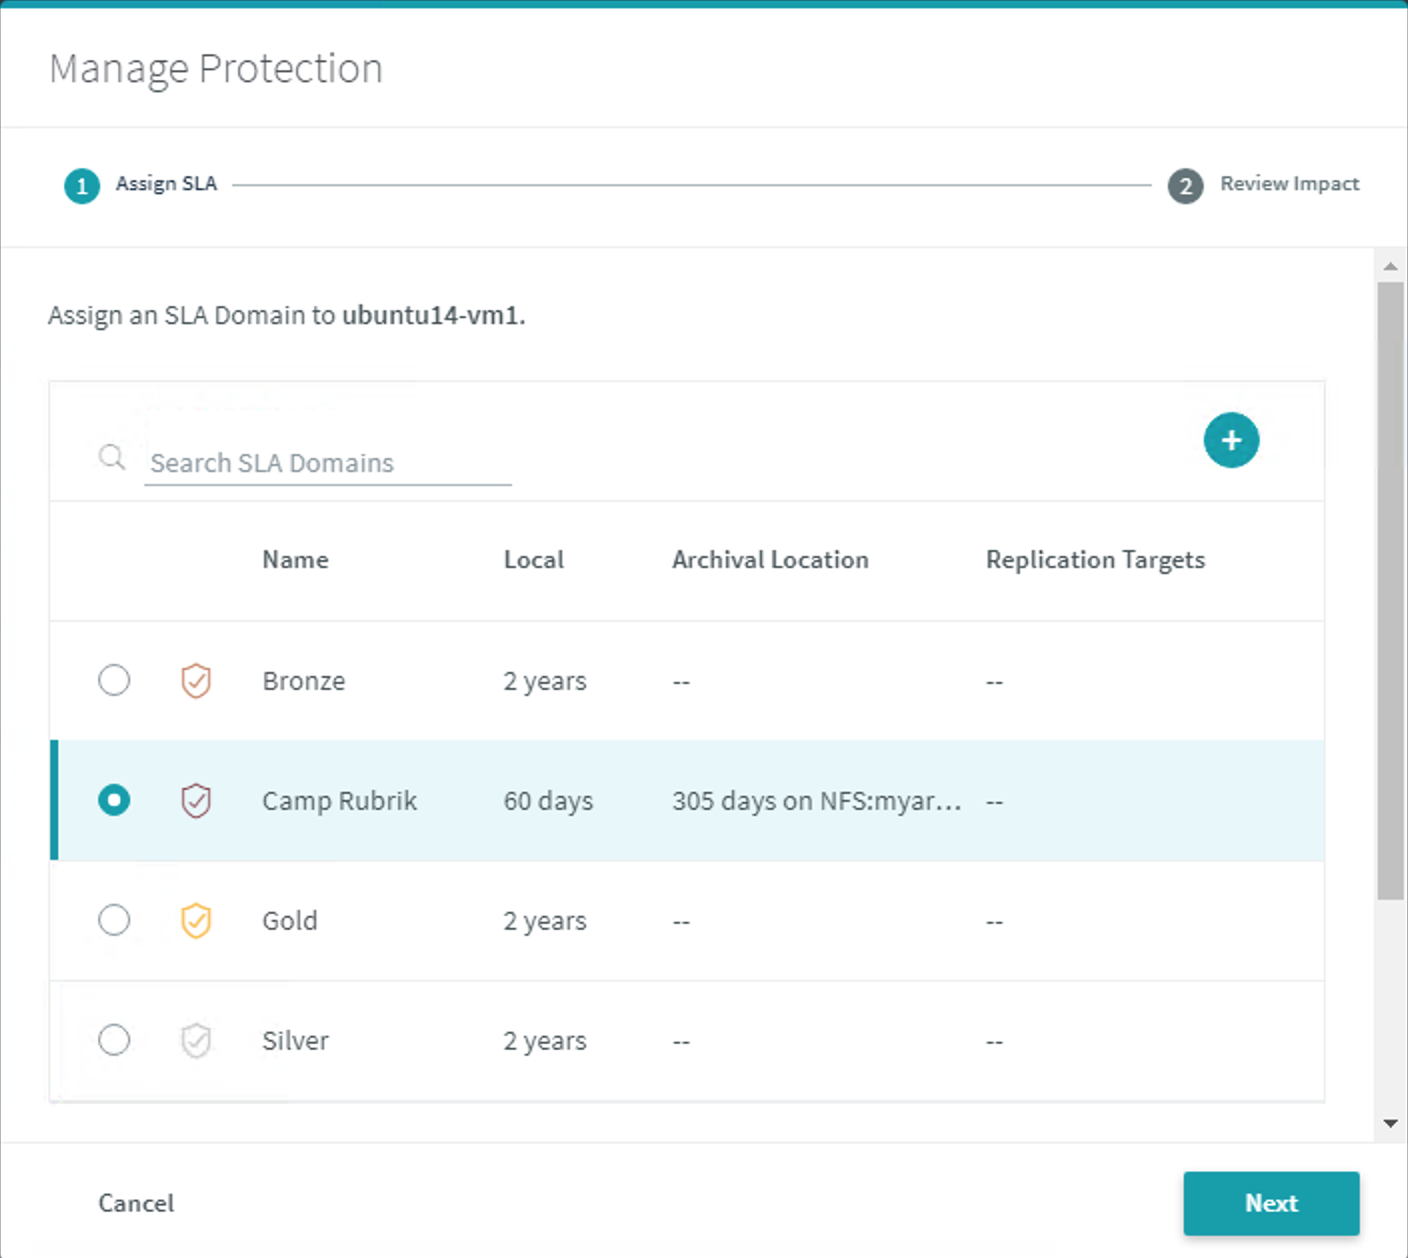 Manage Protection
1 Assign SLA 2 Review Impact
Assign an SLA Domain to ubuntu14-vm1.
Search SLA Domains +
Name Local Archival Location Replication Targets
Bronze 2 years -- --
Camp Rubrik 60 days 305 days on NFS:myar... --
Gold 2 years -- --
Silver 2 years -- --
Cancel Next